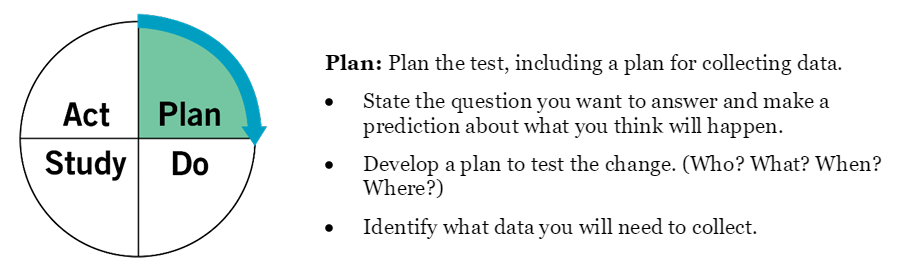 Act
Plan
Study
Do
Plan: Plan the test, including a plan for collecting data.
• State the question you want to answer and make a
prediction about what you think will happen.
• Develop a plan to test the change. (Who? What? When?
Where?)
• Identify what data you will need to collect.